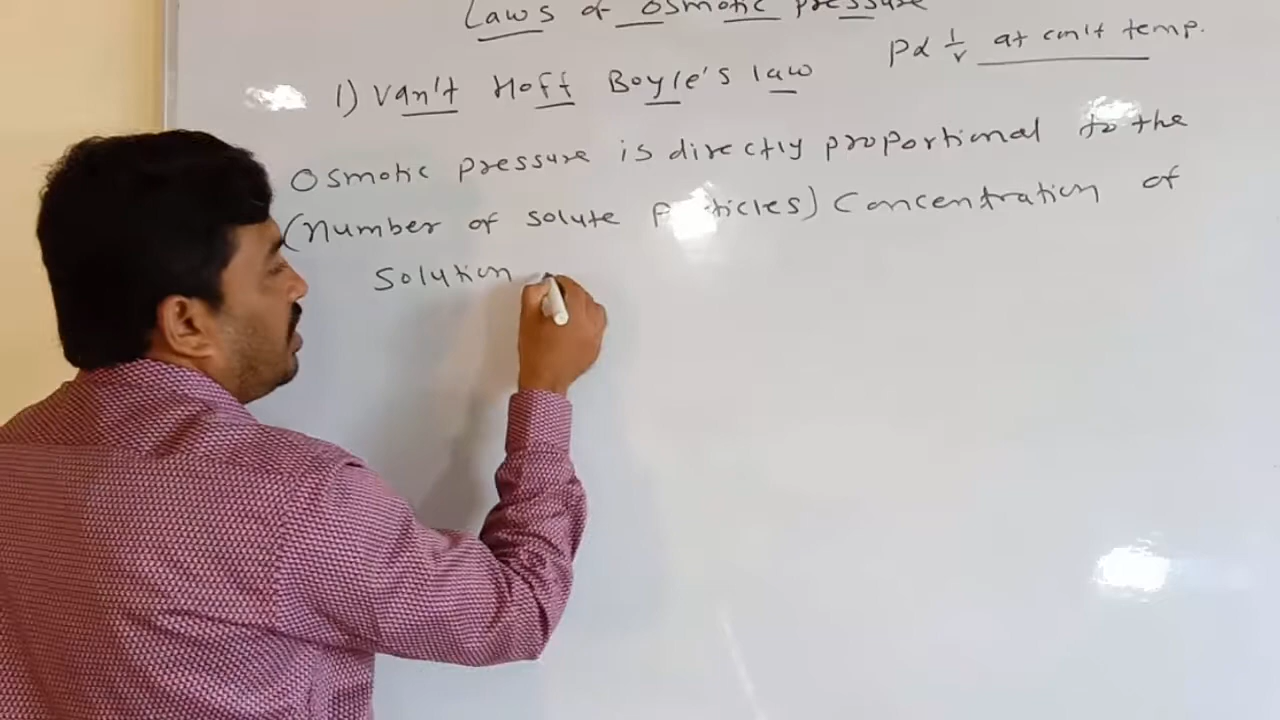 Laws of Osmotic pressure
P∝ 1/V at con't temp.
1) Van't Hoff Boyle's law
Osmotic pressure is directly proportional to the
(Number of solute Particles) Concentration of
Solution